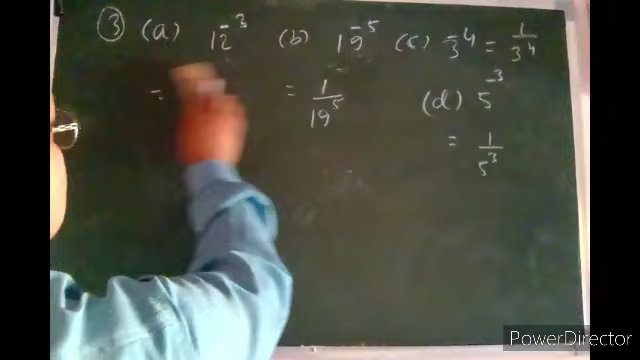 ③ (a) 12⁻³ (b) 19⁻⁵ (c) 3⁻⁴ = 1/3⁴
= = 1/19⁵ (d) 5⁻³
= 1/5³
PowerDirector